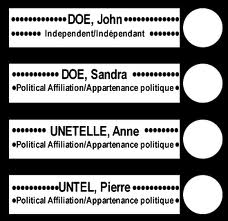 DOE, John
Independent/Indépendant
DOE, Sandra
Political Affiliation/Appartenance politique
UNETELLE, Anne
Political Affiliation/Appartenance politique
UNTEL, Pierre
Political Affiliation/Appartenance politique